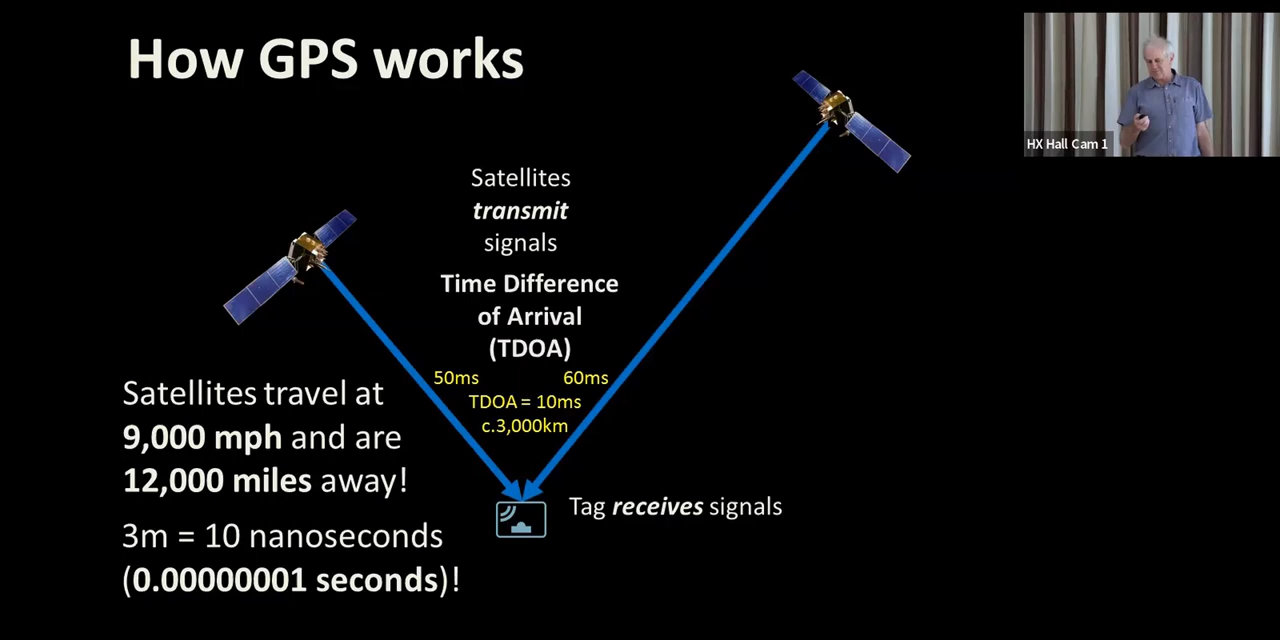 How GPS works
HX Hall Cam 1
Satellites
transmit
signals
Time Difference
of Arrival
(TDOA)
50ms 60ms
TDOA = 10ms
c.3,000km
Satellites travel at
9,000 mph and are
12,000 miles away!
3m = 10 nanoseconds
(0.00000001 seconds)!
Tag receives signals